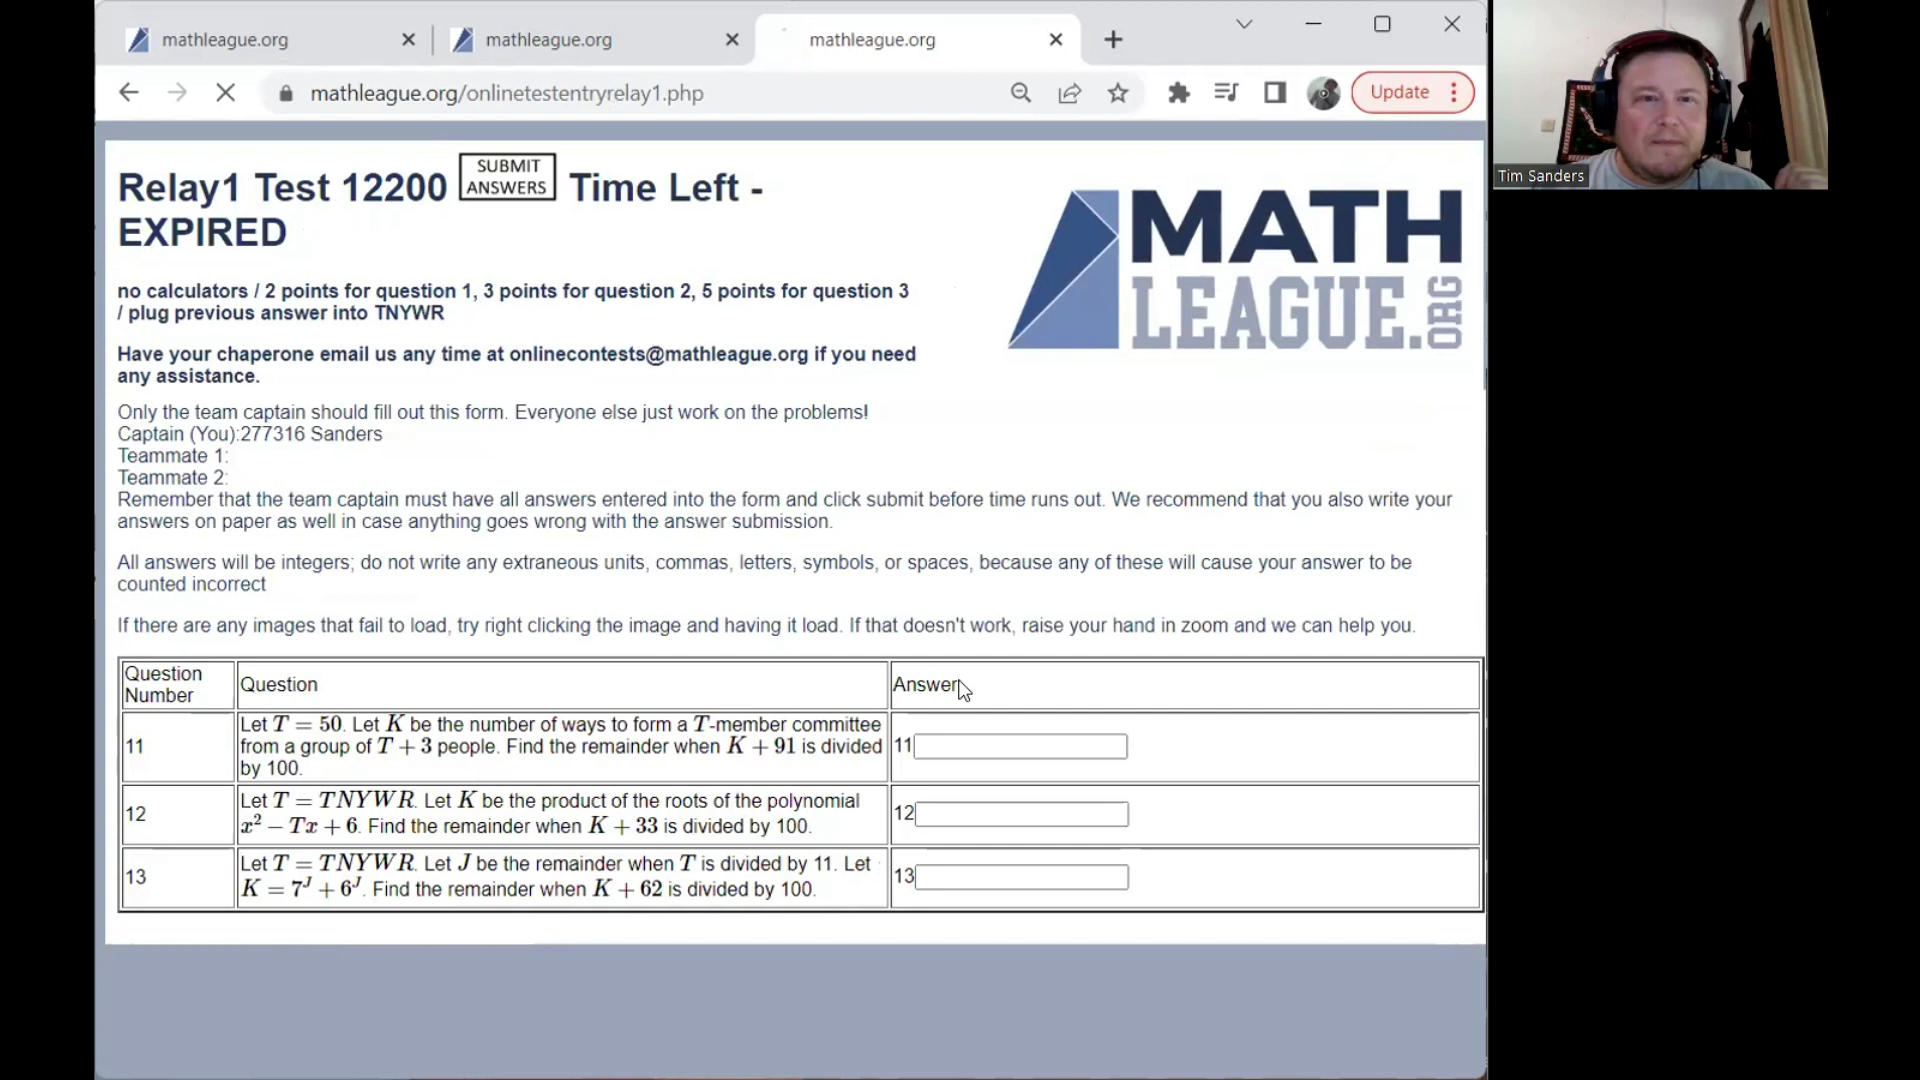 mathleague.org
mathleague.org
mathleague.org
mathleague.org/onlinetestentryrelay1.php
Update
Tim Sanders
Relay1 Test 12200 SUBMIT ANSWERS Time Left -
EXPIRED
MATH
LEAGUE.ORG
no calculators / 2 points for question 1, 3 points for question 2, 5 points for question 3
/ plug previous answer into TNYWR
Have your chaperone email us any time at onlinecontests@mathleague.org if you need
any assistance.
Only the team captain should fill out this form. Everyone else just work on the problems!
Captain (You):277316 Sanders
Teammate 1:
Teammate 2:
Remember that the team captain must have all answers entered into the form and click submit before time runs out. We recommend that you also write your
answers on paper as well in case anything goes wrong with the answer submission.
All answers will be integers; do not write any extraneous units, commas, letters, symbols, or spaces, because any of these will cause your answer to be
counted incorrect
If there are any images that fail to load, try right clicking the image and having it load. If that doesn't work, raise your hand in zoom and we can help you.
Question
Number
Question
Answer
11
Let T = 50. Let K be the number of ways to form a T-member committee
from a group of T + 3 people. Find the remainder when K + 91 is divided
by 100.
11
12
Let T = TNYWR. Let K be the product of the roots of the polynomial
x² − Tx + 6. Find the remainder when K + 33 is divided by 100.
12
13
Let T = TNYWR. Let J be the remainder when T is divided by 11. Let
K = 7^J + 6^J. Find the remainder when K + 62 is divided by 100.
13